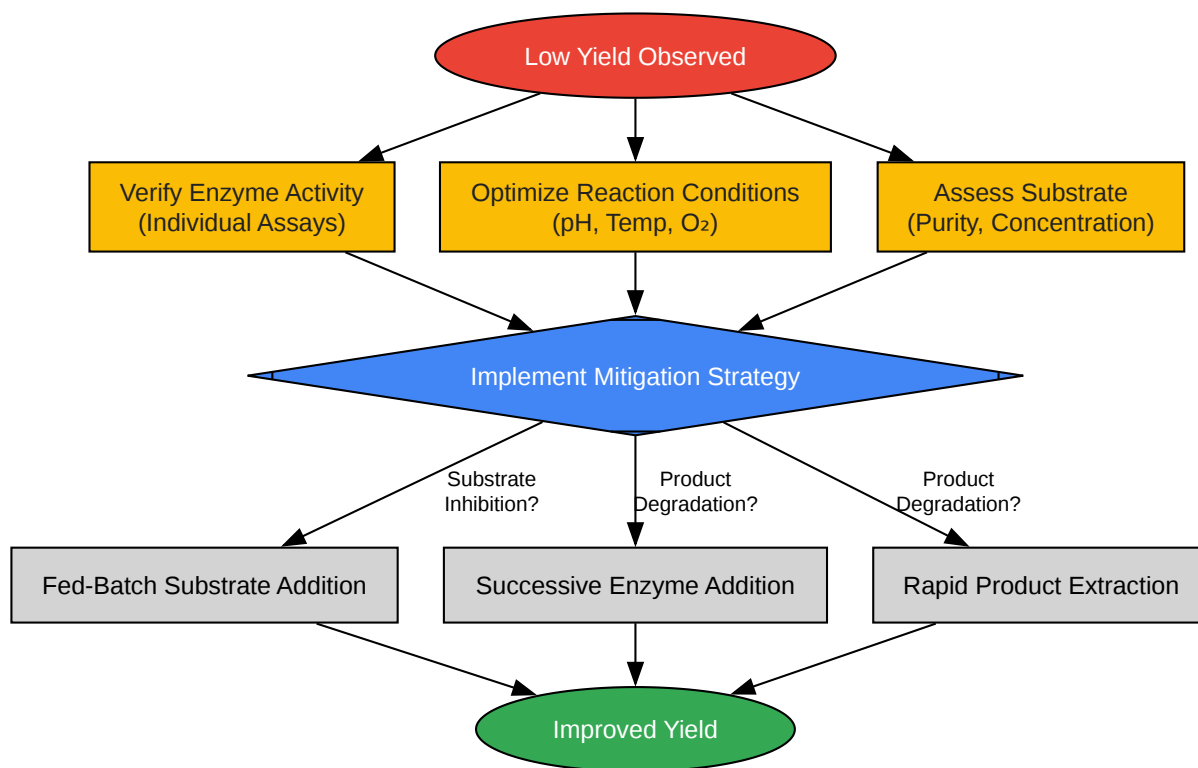 Low Yield Observed
Verify Enzyme Activity
(Individual Assays)
Optimize Reaction Conditions
(pH, Temp, O₂)
Assess Substrate
(Purity, Concentration)
Implement Mitigation Strategy
Substrate
Inhibition?
Product
Degradation?
Product
Degradation?
Fed-Batch Substrate Addition
Successive Enzyme Addition
Rapid Product Extraction
Improved Yield